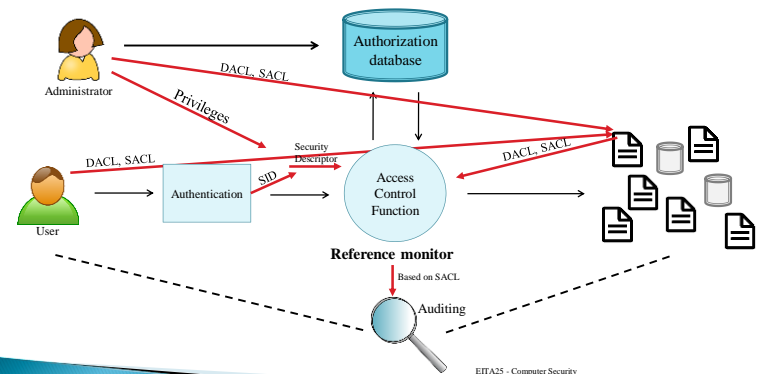 Authorization
database
Administrator
DACL, SACL
Privileges
Security
Descriptor
DACL, SACL
DACL, SACL
SID
Authentication
Access
Control
Function
User
Reference monitor
Based on SACL
Auditing
EITA25 - Computer Security